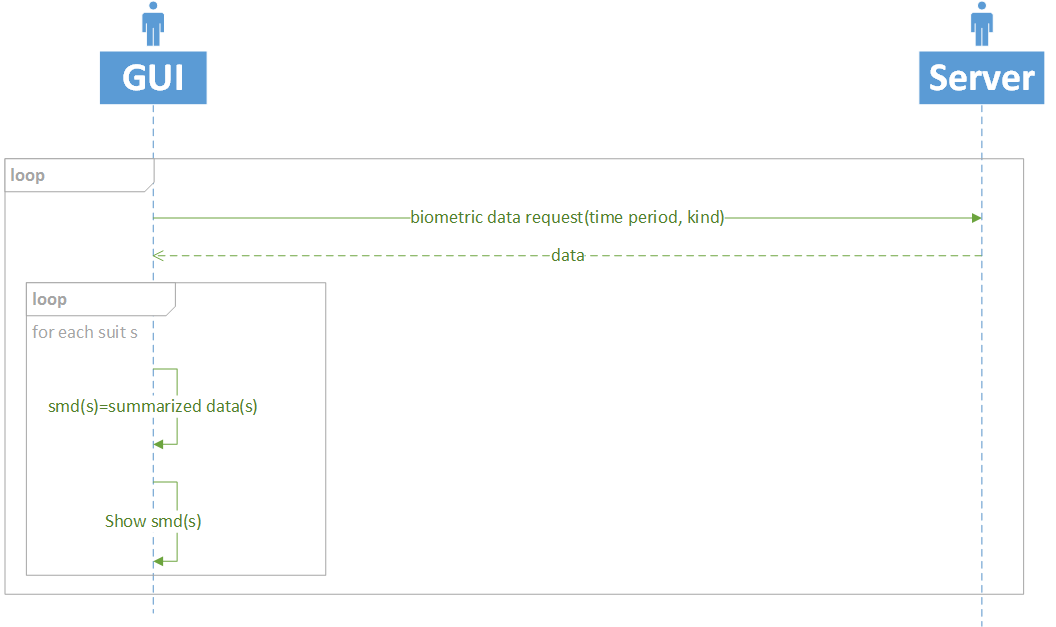 GUI
Server
loop
biometric data request(time period, kind)
data
loop
for each suit s
smd(s)=summarized data(s)
Show smd(s)